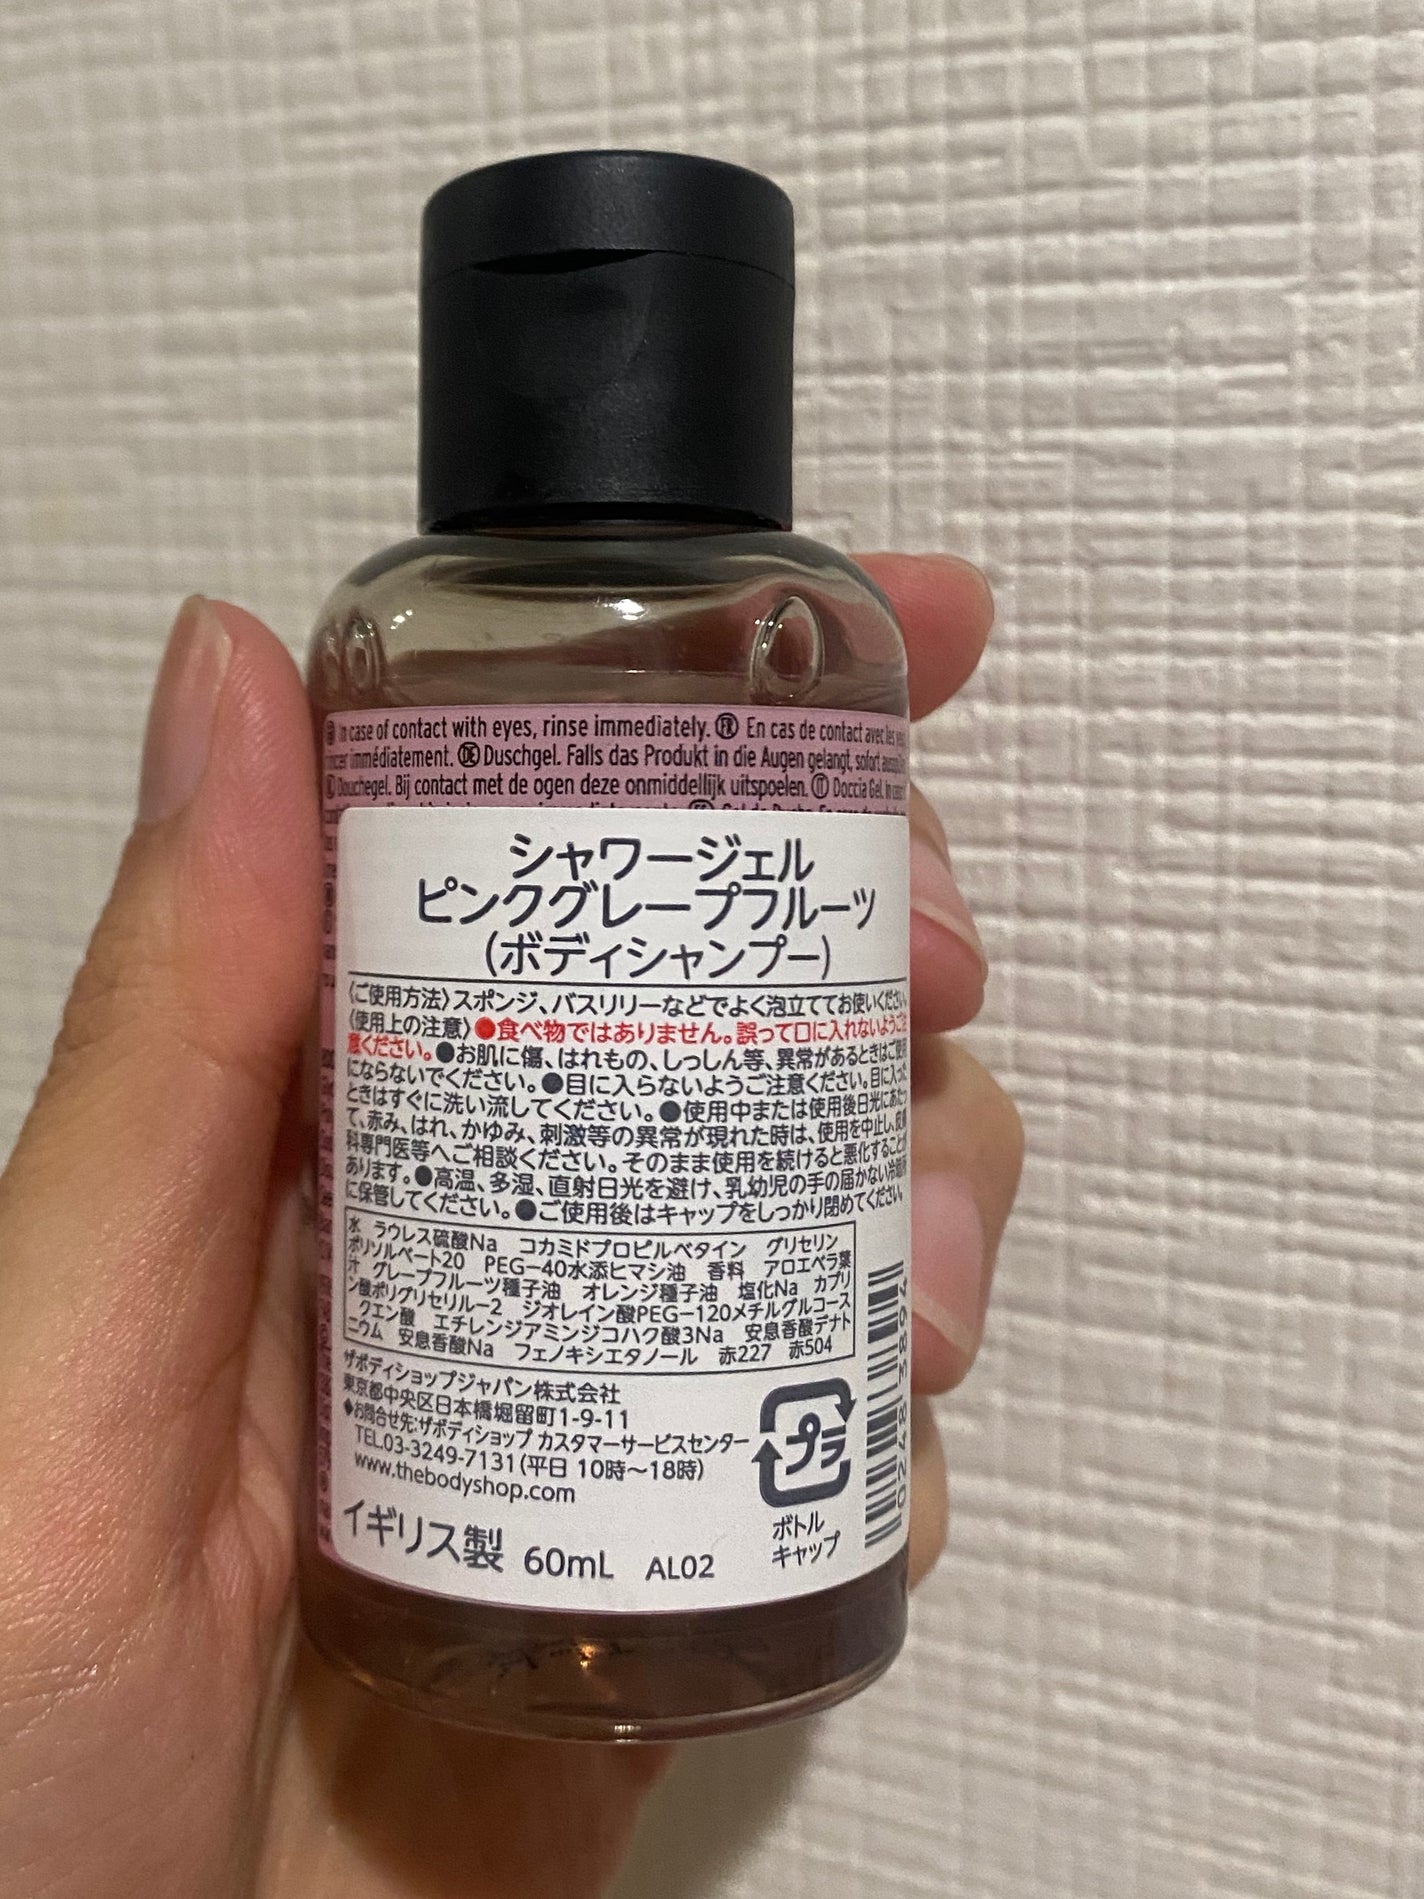 In case of contact with eyes, rinse immediately. FR En cas de contact avec les
immédiatement. DE Duschgel. Falls das Produkt in die Augen gelangt, sofort
Douchegel. Bij contact met de ogen deze onmiddellijk uitspoelen. IT Doccia Gel. In
シャワージェル
ピンクグレープフルーツ
(ボディシャンプー)
〈ご使用方法〉スポンジ、バスリリーなどでよく泡立ててお使いください。
〈使用上の注意〉●食べ物ではありません。誤って口に入れないようご注
意ください。●お肌に傷、はれもの、しっしん等、異常があるときはご使用
にならないでください。●目に入らないようご注意ください。目に入った
ときはすぐに洗い流してください。●使用中または使用後日光にあたっ
て、赤み、はれ、かゆみ、刺激等の異常が現れた時は、使用を中止し、皮膚
科専門医等へご相談ください。そのまま使用を続けると悪化することが
あります。●高温、多湿、直射日光を避け、乳幼児の手の届かない冷暗所
に保管してください。●ご使用後はキャップをしっかり閉めてください。
水 ラウレス硫酸Na コカミドプロピルベタイン グリセリン
ポリソルベート20 PEG-40水添ヒマシ油 香料 アロエベラ葉
汁 グレープフルーツ種子油 オレンジ種子油 塩化Na カプリ
ン酸ポリグリセリル-2 ジオレイン酸PEG-120メチルグルコース
クエン酸 エチレンジアミンジコハク酸3Na 安息香酸デナト
ニウム 安息香酸Na フェノキシエタノール 赤227 赤504
ザボディショップジャパン株式会社
東京都中央区日本橋堀留町1-9-11
◆お問合せ先:ザボディショップ カスタマーサービスセンター
TEL.03-3249-7131(平日 10時〜18時)
www.thebodyshop.com
イギリス製 60mL AL02
プラ
ボトル
キャップ